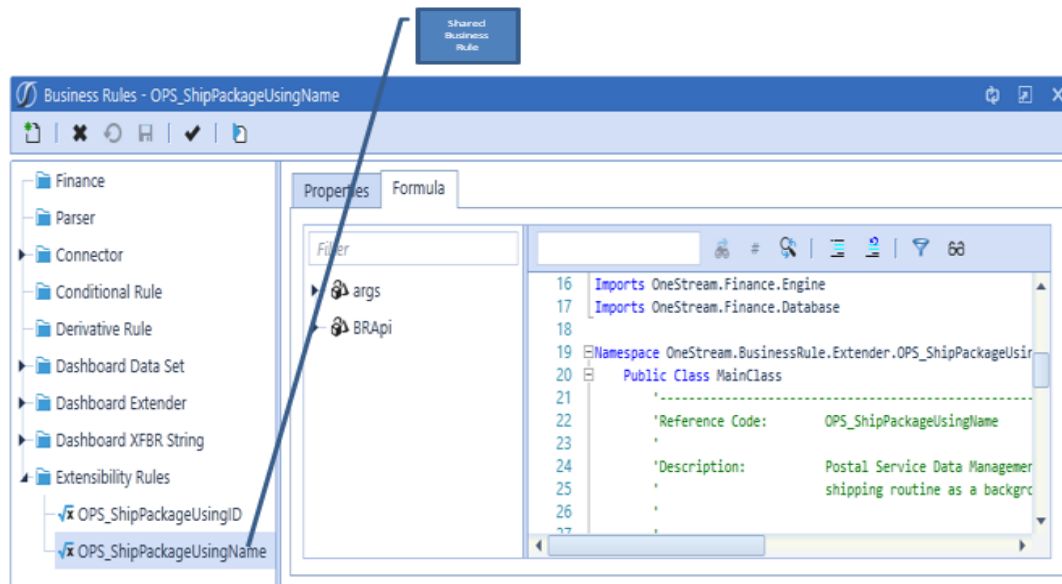 Shared
Business
Rule
Business Rules - OPS_ShipPackageUsingName
Finance
Parser
Connector
Conditional Rule
Derivative Rule
Dashboard Data Set
Dashboard Extender
Dashboard XFBR String
Extensibility Rules
OPS_ShipPackageUsingID
OPS_ShipPackageUsingName
Properties
Formula
Filter
args
BRApi
#
16 Imports OneStream.Finance.Engine
17 Imports OneStream.Finance.Database
18
19 Namespace OneStream.BusinessRule.Extender.OPS_ShipPackageUsin
20 Public Class MainClass
21 '------------------------------------------------------
22 'Reference Code: OPS_ShipPackageUsingName
23 '
24 'Description: Postal Service Data Managemen
25 ' shipping routine as a backgro
26 '
27 '